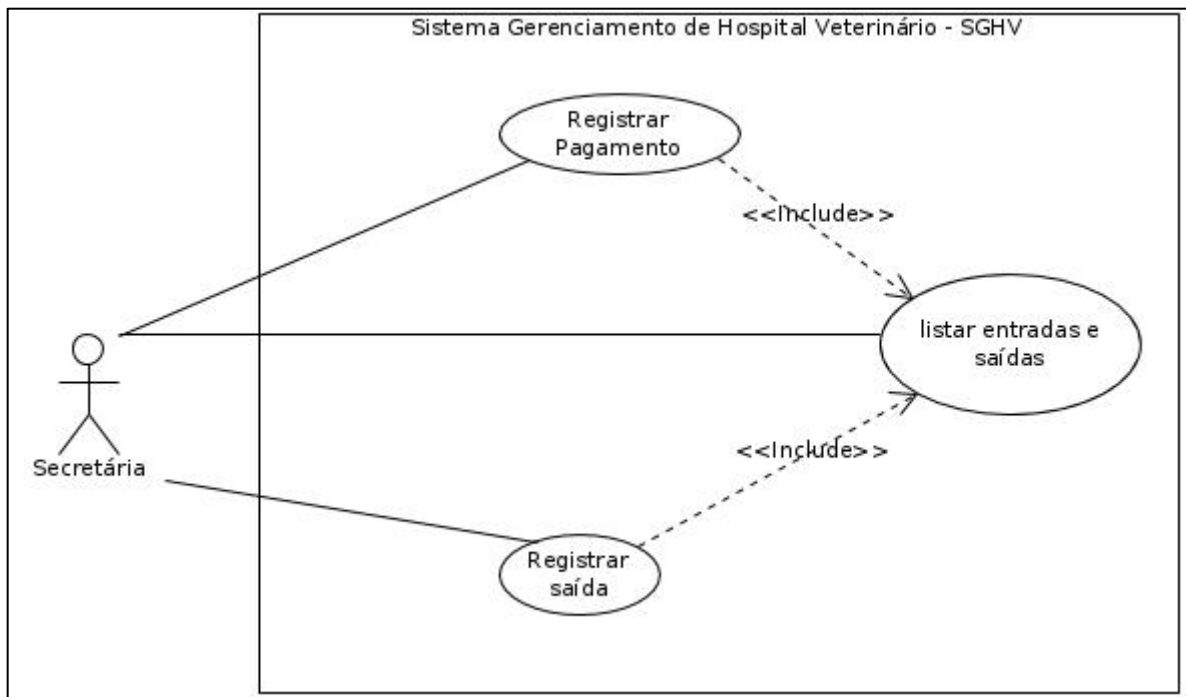 Sistema Gerenciamento de Hospital Veterinário - SGHV
Registrar
Pagamento
<<Include>>
listar entradas e
saídas
<<Include>>
Secretária
Registrar
saída